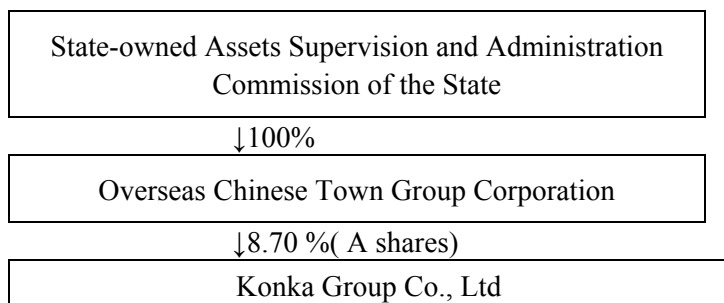 State-owned Assets Supervision and Administration
Commission of the State
↓100%
Overseas Chinese Town Group Corporation
↓8.70 %( A shares)
Konka Group Co., Ltd